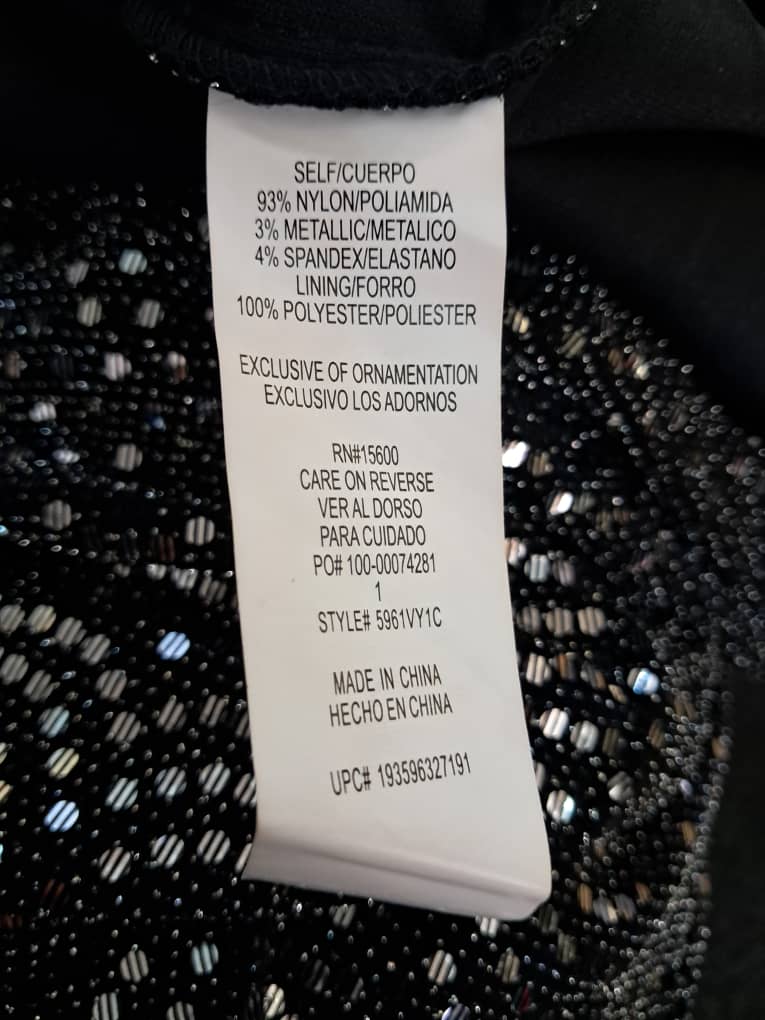 SELF/CUERPO
93% NYLON/POLIAMIDA
3% METALLIC/METALICO
4% SPANDEX/ELASTANO
LINING/FORRO
100% POLYESTER/POLIESTER
EXCLUSIVE OF ORNAMENTATION
EXCLUSIVO LOS ADORNOS
RN#15600
CARE ON REVERSE
VER AL DORSO
PARA CUIDADO
PO# 100-00074281
1
STYLE# 5961VY1C
MADE IN CHINA
HECHO EN CHINA
UPC# 193596327191